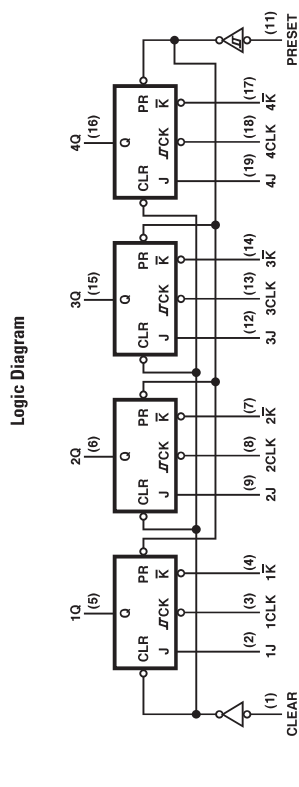 Logic Diagram
1Q 2Q 3Q 4Q
(5) (6) (15) (16)
Q Q Q Q
CLR PR CLR PR CLR PR CLR PR
J CK K̅ J CK K̅ J CK K̅ J CK K̅
(1) (2) (3) (4) (9) (8) (7) (12) (13) (14) (19) (18) (17) (11)
CLEAR 1J 1CLK 1K̅ 2J 2CLK 2K̅ 3J 3CLK 3K̅ 4J 4CLK 4K̅ PRESET